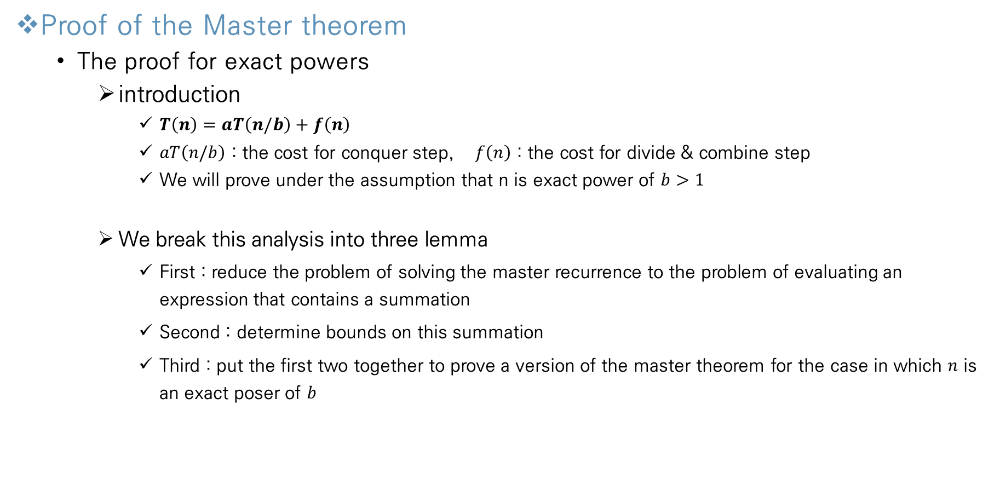 ❖Proof of the Master theorem
• The proof for exact powers
➢introduction
✓ T(n) = aT(n/b) + f(n)
✓ aT(n/b) : the cost for conquer step, f(n) : the cost for divide & combine step
✓ We will prove under the assumption that n is exact power of b > 1
➢We break this analysis into three lemma
✓ First : reduce the problem of solving the master recurrence to the problem of evaluating an
expression that contains a summation
✓ Second : determine bounds on this summation
✓ Third : put the first two together to prove a version of the master theorem for the case in which n is
an exact poser of b